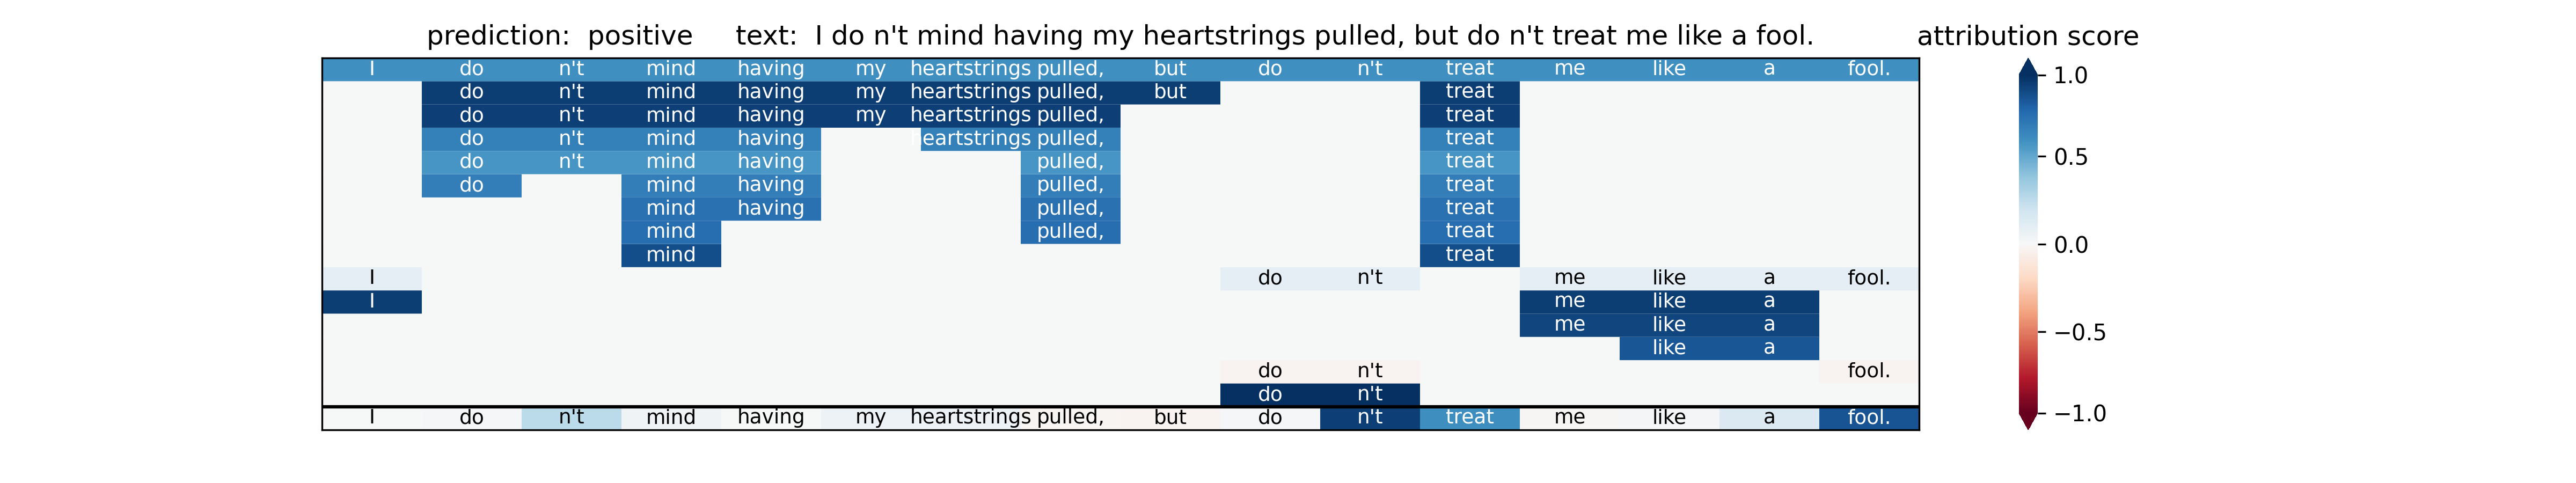 prediction:  positive     text:  I do n't mind having my heartstrings pulled, but do n't treat me like a fool.     attribution score
I do n't mind having my heartstrings pulled, but do n't treat me like a fool.
do n't mind having my heartstrings pulled, but treat
do n't mind having my heartstrings pulled, treat
do n't mind having heartstrings pulled, treat
do n't mind having pulled, treat
do mind having pulled, treat
mind having pulled, treat
mind pulled, treat
mind treat
I do n't me like a fool.
I me like a
me like a
like a
do n't fool.
do n't
I do n't mind having my heartstrings pulled, but do n't treat me like a fool.
1.0
0.5
0.0
−0.5
−1.0